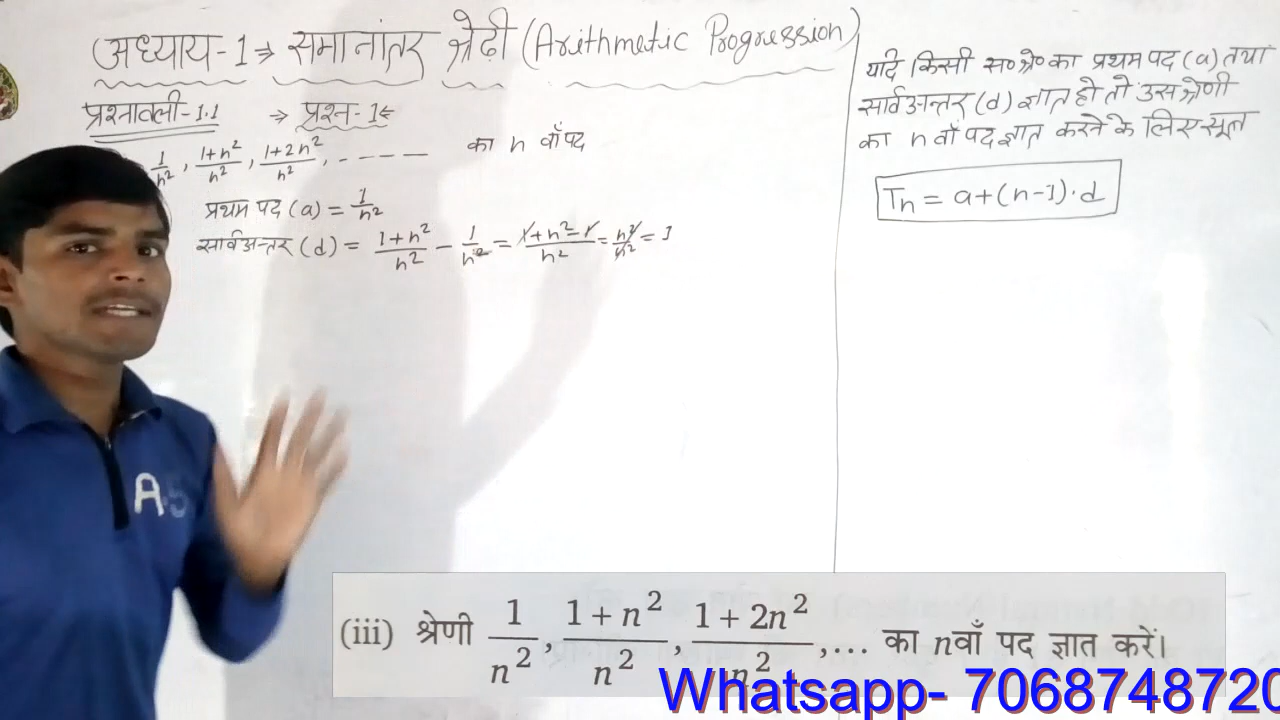 (अध्याय-1 ⇒ समानांतर श्रेढ़ी (Arithmetic Progression)
प्रश्नावली-1.1 → प्रश्न-1
1/n², 1+n²/n², 1+2n²/n², ----- का n वाँ पद
प्रथम पद (a) = 1/n²
सार्वअन्तर (d) = 1+n²/n² - 1/n² = 1+n²-1/n² = n²/n² = 1
यदि किसी स०श्रे० का प्रथम पद (a) तथा
सार्वअन्तर (d) ज्ञात हो तो उस श्रेणी
का n वाँ पद ज्ञात करने के लिए सूत्र
Tn = a+(n-1)·d
A
(iii) श्रेणी 1/n², 1+n²/n², 1+2n²/n²,... का nवाँ पद ज्ञात करें।
Whatsapp- 7068748720